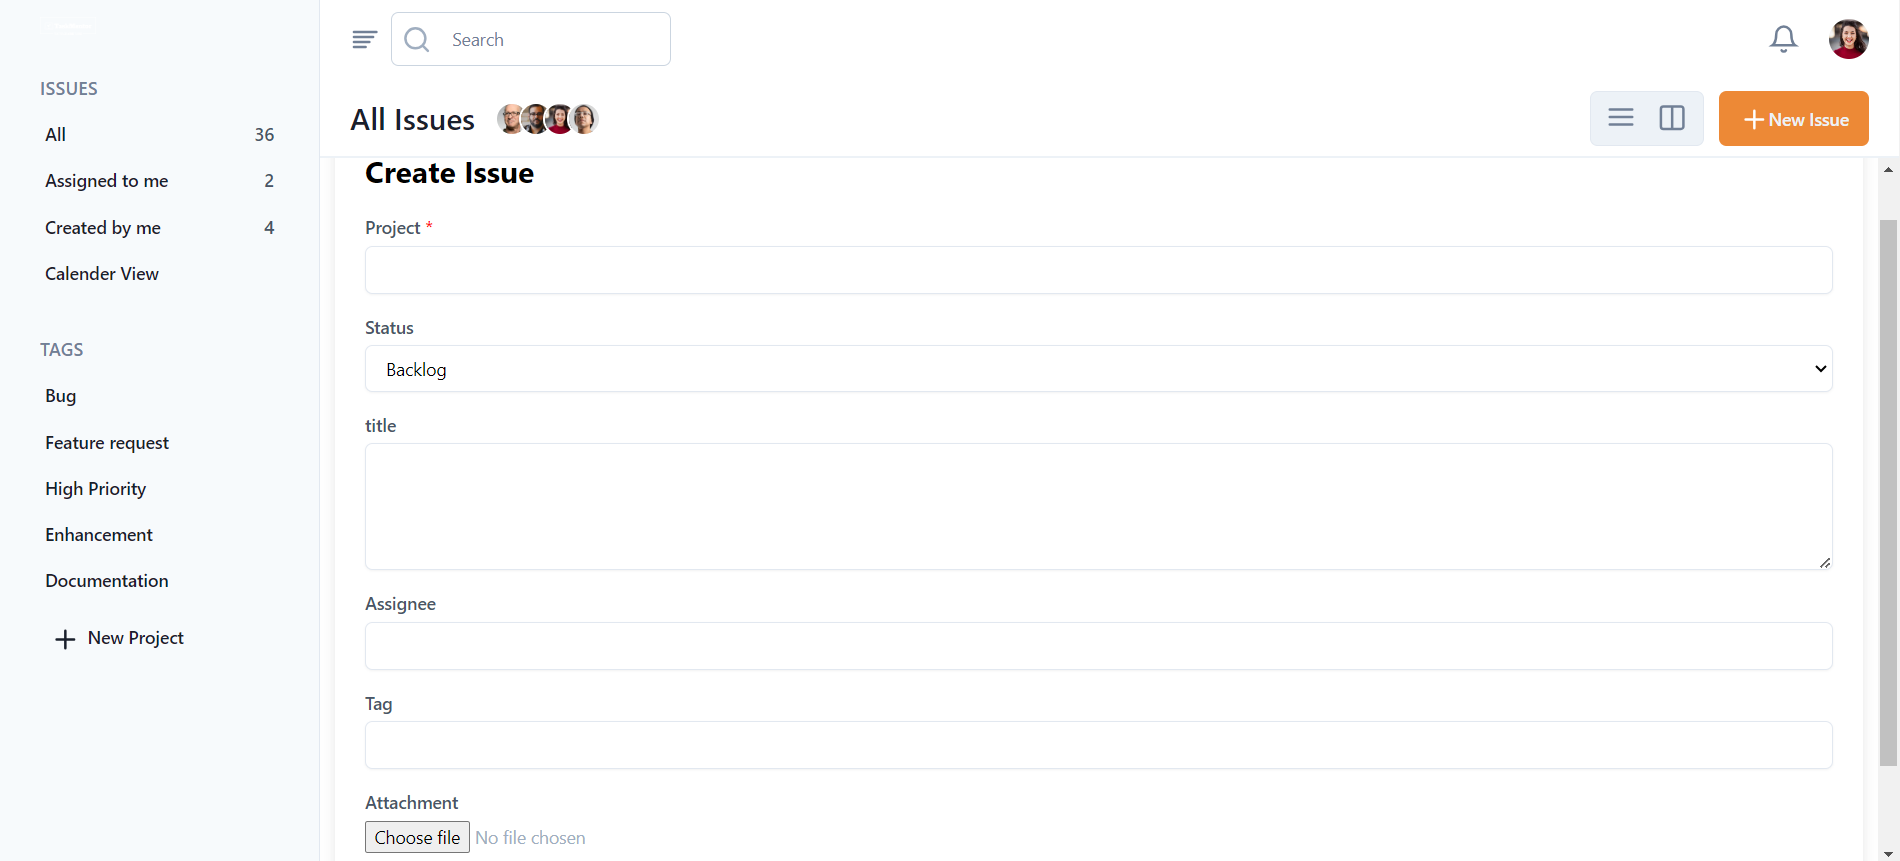 Search
ISSUES
All 36
Assigned to me 2
Created by me 4
Calender View
TAGS
Bug
Feature request
High Priority
Enhancement
Documentation
New Project
All Issues
New Issue
Create Issue
Project *
Status
Backlog
title
Assignee
Tag
Attachment
Choose file No file chosen